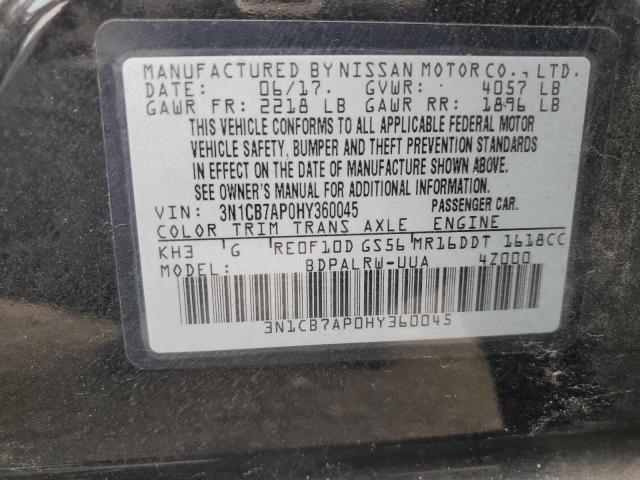 MANUFACTURED BY NISSAN MOTOR CO., LTD.
DATE: 06/17. GVWR: 4057 LB
GAWR FR: 2218 LB GAWR RR: 1896 LB
THIS VEHICLE CONFORMS TO ALL APPLICABLE FEDERAL MOTOR
VEHICLE SAFETY, BUMPER AND THEFT PREVENTION STANDARDS
IN EFFECT ON THE DATE OF MANUFACTURE SHOWN ABOVE.
SEE OWNER'S MANUAL FOR ADDITIONAL INFORMATION.
VIN: 3N1CB7AP0HY360045 PASSENGER CAR.
COLOR TRIM TRANS AXLE ENGINE
KH3 G RE0F10D GS56 MR16DDT 1618CC
MODEL: BDPALRW-UUA 4Z000
3N1CB7AP0HY360045